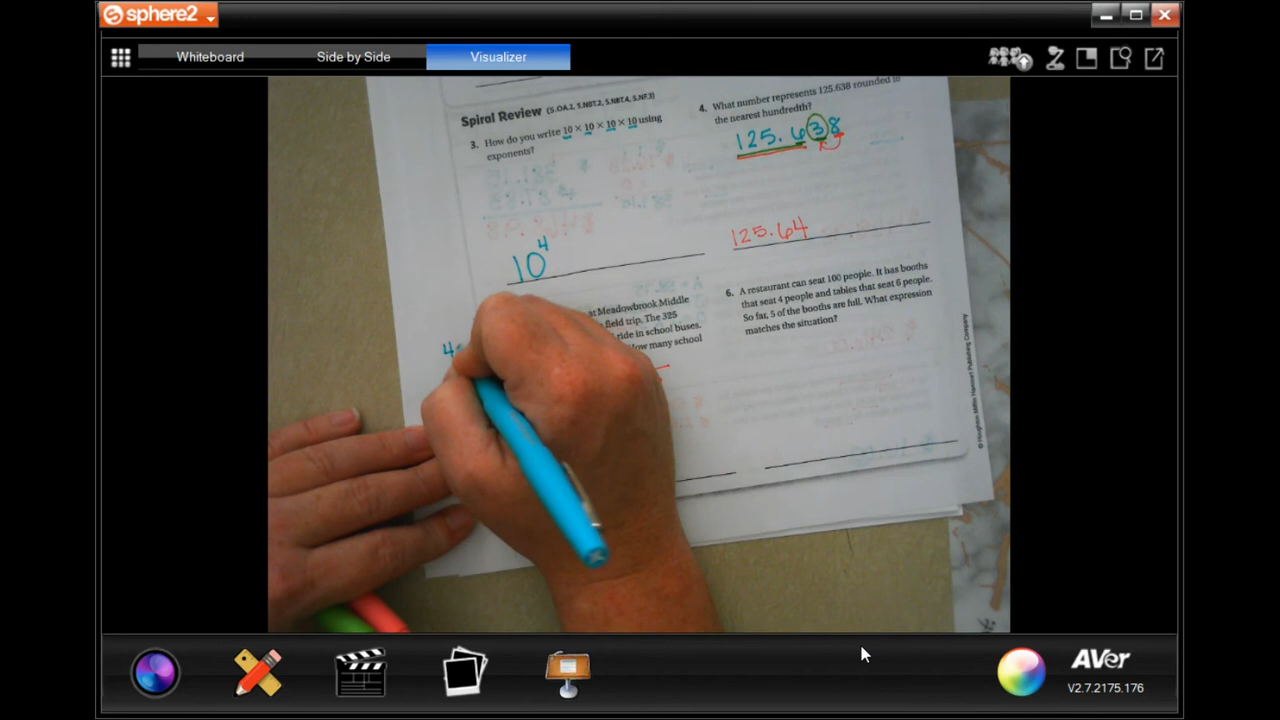 sphere2
Whiteboard
Side by Side
Visualizer
Spiral Review (5.OA.2, 5.NBT.2, 5.NBT.4, 5.NF.3)
3. How do you write 10 × 10 × 10 × 10 using
exponents?
10^4
4. What number represents 125.638 rounded to
the nearest hundredth?
125.638
125.64
at Meadowbrook Middle
field trip. The 325
ride in school buses.
How many school
4
6. A restaurant can seat 100 people. It has booths
that seat 4 people and tables that seat 6 people.
So far, 5 of the booths are full. What expression
matches the situation?
© Houghton Mifflin Harcourt Publishing Company
AVer
V2.7.2175.176